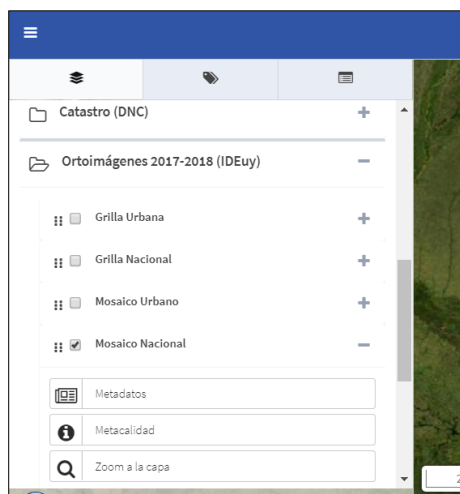 Catastro (DNC)
Ortoimágenes 2017-2018 (IDEuy)
Grilla Urbana
Grilla Nacional
Mosaico Urbano
Mosaico Nacional
Metadatos
Metacalidad
Zoom a la capa